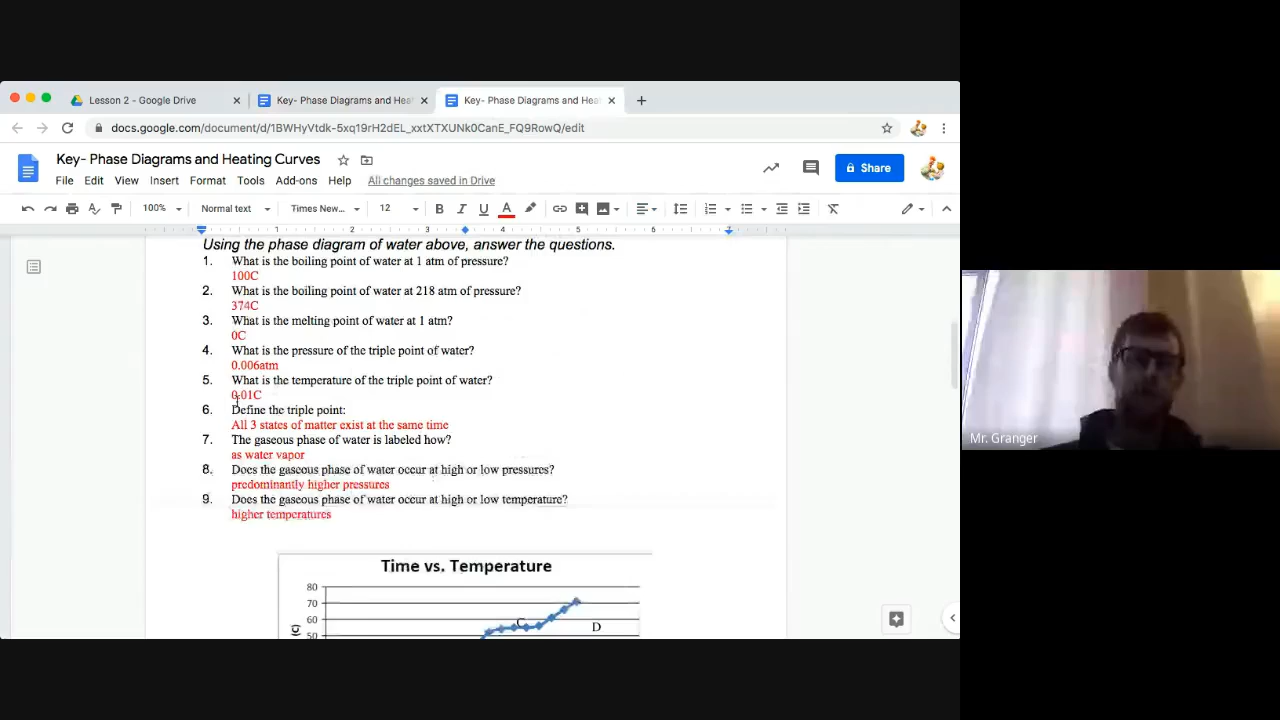 Lesson 2 - Google Drive
Key- Phase Diagrams and Hea
Key- Phase Diagrams and Hea
docs.google.com/document/d/1BWHyVtdk-5xq19rH2dEL_xxtXTXUNk0CanE_FQ9RowQ/edit
Key- Phase Diagrams and Heating Curves
Share
File Edit View Insert Format Tools Add-ons Help All changes saved in Drive
100% Normal text Times New... 12
1 2 3 4 5 6 7
Using the phase diagram of water above, answer the questions.
1. What is the boiling point of water at 1 atm of pressure?
100C
2. What is the boiling point of water at 218 atm of pressure?
374C
3. What is the melting point of water at 1 atm?
0C
4. What is the pressure of the triple point of water?
0.006atm
5. What is the temperature of the triple point of water?
0.01C
6. Define the triple point:
All 3 states of matter exist at the same time
7. The gaseous phase of water is labeled how?
as water vapor
8. Does the gaseous phase of water occur at high or low pressures?
predominantly higher pressures
9. Does the gaseous phase of water occur at high or low temperature?
higher temperatures
Time vs. Temperature
80
70
60
50
(C)
C
D
Mr. Granger